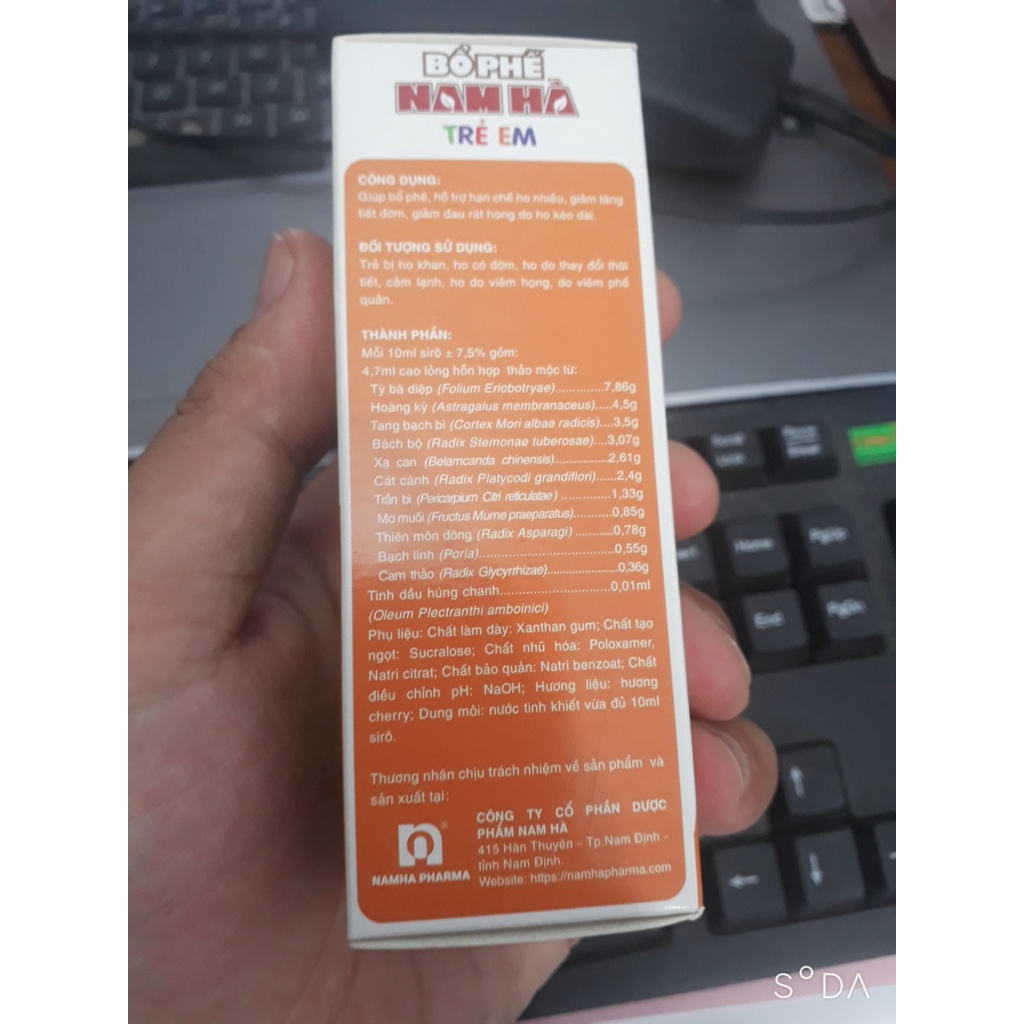 BỔ PHẾ
NAM HÀ
TRẺ EM
CÔNG DỤNG:
Giúp bổ phế, hỗ trợ hạn chế ho nhiều, giảm tăng
tiết đờm, giảm đau rát họng do ho kéo dài.
ĐỐI TƯỢNG SỬ DỤNG:
Trẻ bị ho khan, ho có đờm, ho do thay đổi thời
tiết, cảm lạnh, ho do viêm họng, do viêm phế
quản.
THÀNH PHẦN:
Mỗi 10ml sirô ± 7,5% gồm:
4,7ml cao lỏng hỗn hợp thảo mộc từ:
Tỳ bà diệp (Folium Eriobotryae).............7,86g
Hoàng kỳ (Astragalus membranaceus).....4,5g
Tang bạch bì (Cortex Mori albae radicis)....3,5g
Bách bộ (Radix Stemonae tuberosae)....3,07g
Xạ can (Belamcanda chinensis)....................2,61g
Cát cánh (Radix Platycodi grandiflori)......2,4g
Trần bì (Pericarpium Citri reticulatae) .............1,33g
Mơ muối (Fructus Mume praeparatus)..........0,85g
Thiên môn đông (Radix Asparagi) ............0,78g
Bạch linh (Poria)....................................0,55g
Cam thảo (Radix Glycyrrhizae)......................0,36g
Tinh dầu húng chanh............................0,01ml
(Oleum Plectranthi amboinici)
Phụ liệu: Chất làm dày: Xanthan gum; Chất tạo
ngọt: Sucralose; Chất nhũ hóa: Poloxamer,
Natri citrat; Chất bảo quản: Natri benzoat; Chất
điều chỉnh pH: NaOH; Hương liệu: hương
cherry; Dung môi: nước tinh khiết vừa đủ 10ml
sirô.
Thương nhân chịu trách nhiệm về sản phẩm và
sản xuất tại:
NAMHA PHARMA
CÔNG TY CỔ PHẦN DƯỢC
PHẨM NAM HÀ
415 Hàn Thuyên - Tp.Nam Định -
tỉnh Nam Định.
Website: https://namhapharma.com
Home
PgUp
End
PgDn
SODA